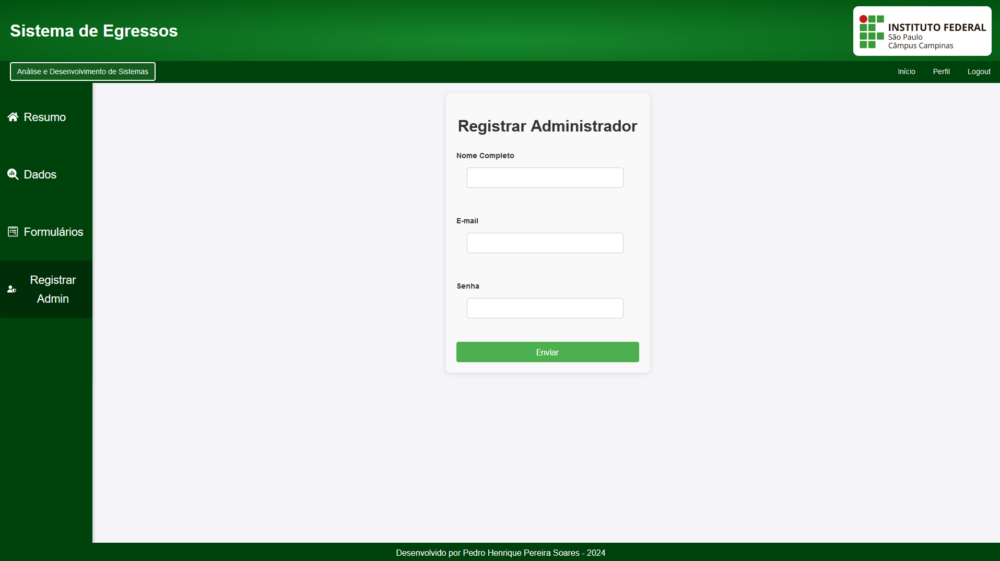 Sistema de Egressos
INSTITUTO FEDERAL
São Paulo
Câmpus Campinas
Análise e Desenvolvimento de Sistemas
Início Perfil Logout
Resumo
Dados
Formulários
Registrar
Admin
Registrar Administrador
Nome Completo
E-mail
Senha
Enviar
Desenvolvido por Pedro Henrique Pereira Soares - 2024